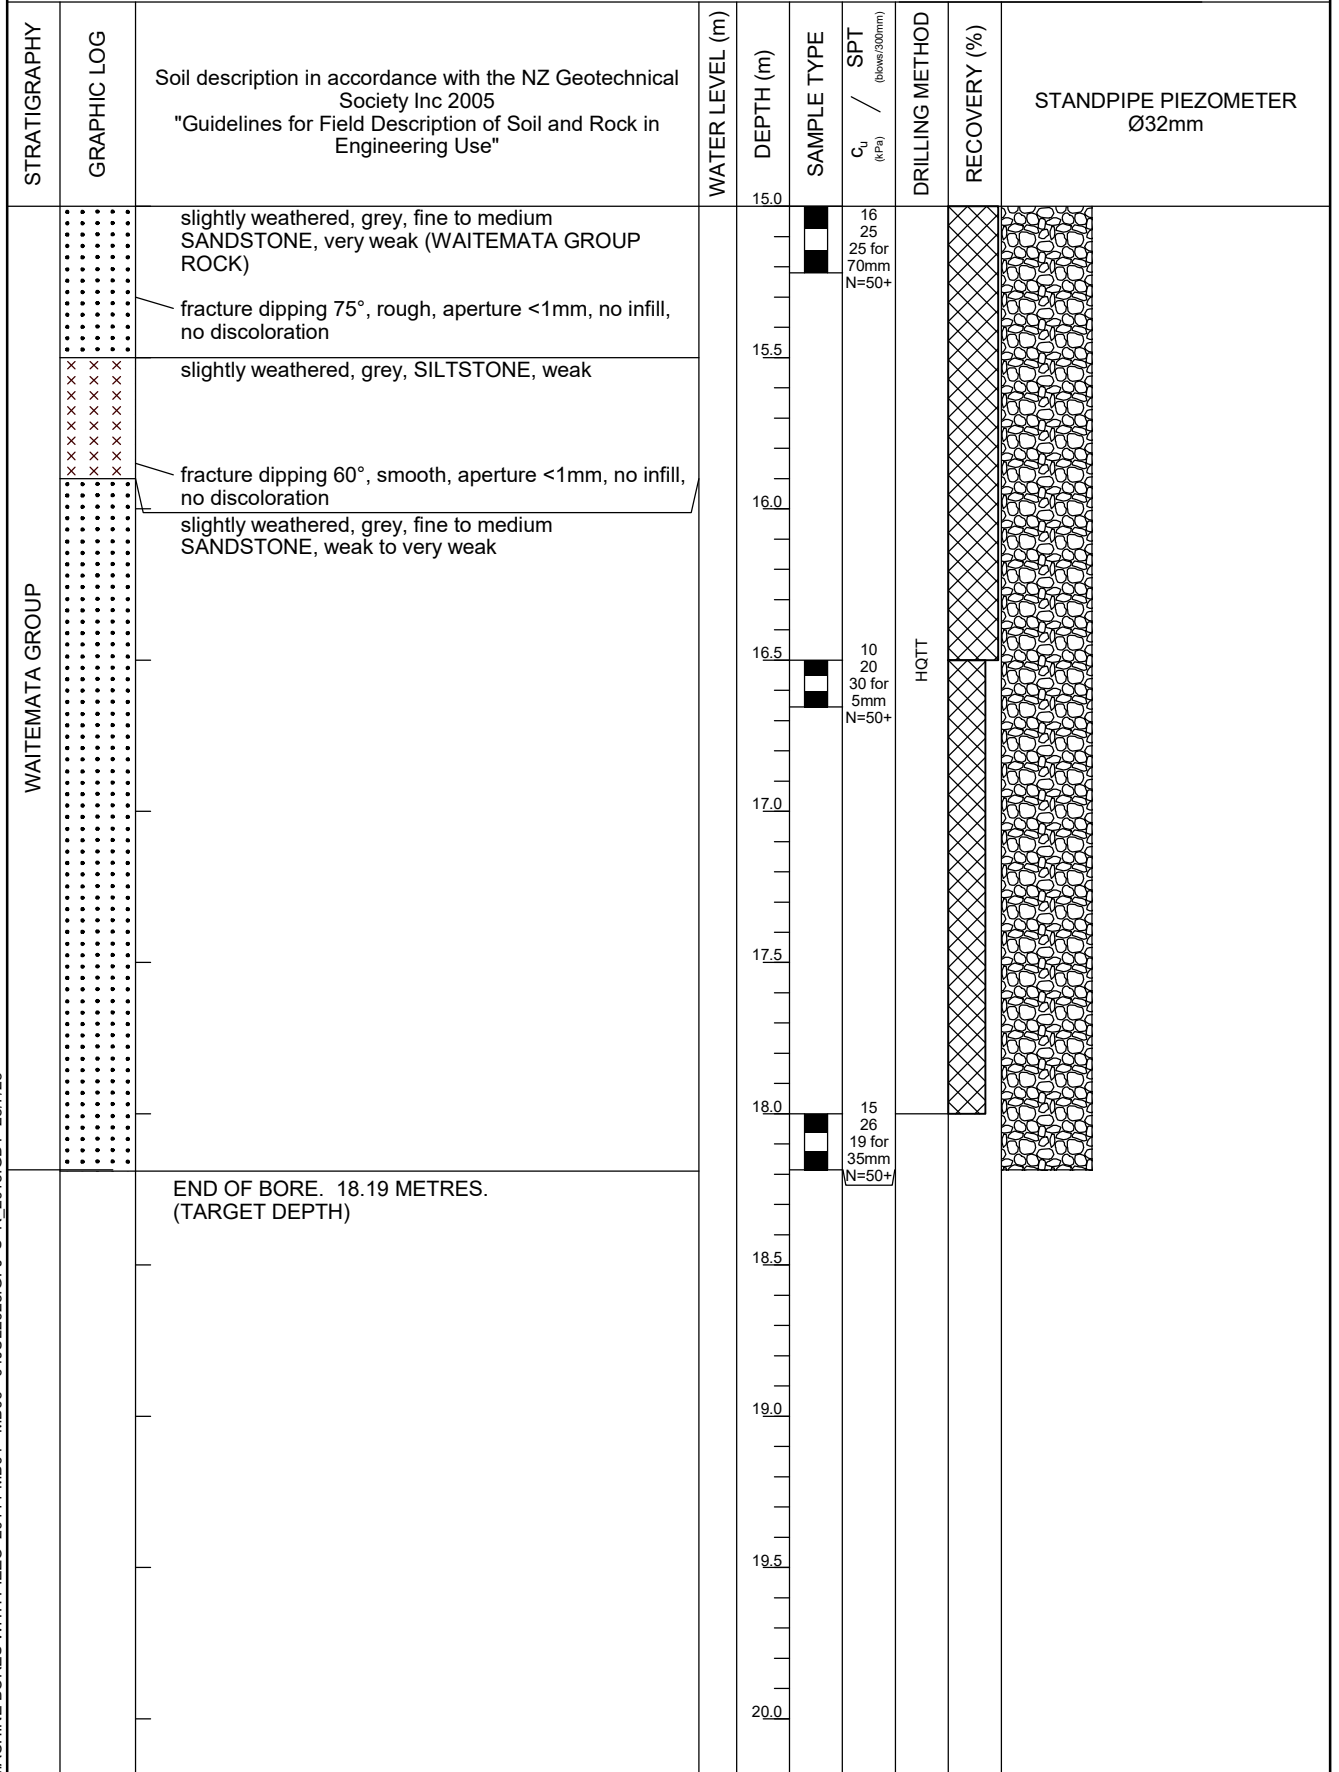 STRATIGRAPHY
GRAPHIC LOG
Soil description in accordance with the NZ Geotechnical
Society Inc 2005
"Guidelines for Field Description of Soil and Rock in
Engineering Use"
WATER LEVEL (m)
DEPTH (m)
SAMPLE TYPE
SPT
(blows/300mm)
/
cu
(kPa)
DRILLING METHOD
RECOVERY (%)
STANDPIPE PIEZOMETER
Ø32mm
WAITEMATA GROUP
slightly weathered, grey, fine to medium
SANDSTONE, very weak (WAITEMATA GROUP
ROCK)
fracture dipping 75°, rough, aperture <1mm, no infill,
no discoloration
slightly weathered, grey, SILTSTONE, weak
fracture dipping 60°, smooth, aperture <1mm, no infill,
no discoloration
slightly weathered, grey, fine to medium
SANDSTONE, weak to very weak
END OF BORE. 18.19 METRES.
(TARGET DEPTH)
15.0
15.5
16.0
16.5
17.0
17.5
18.0
18.5
19.0
19.5
20.0
16
25
25 for
70mm
N=50+
10
20
30 for
5mm
N=50+
15
26
19 for
35mm
N=50+
HQTT